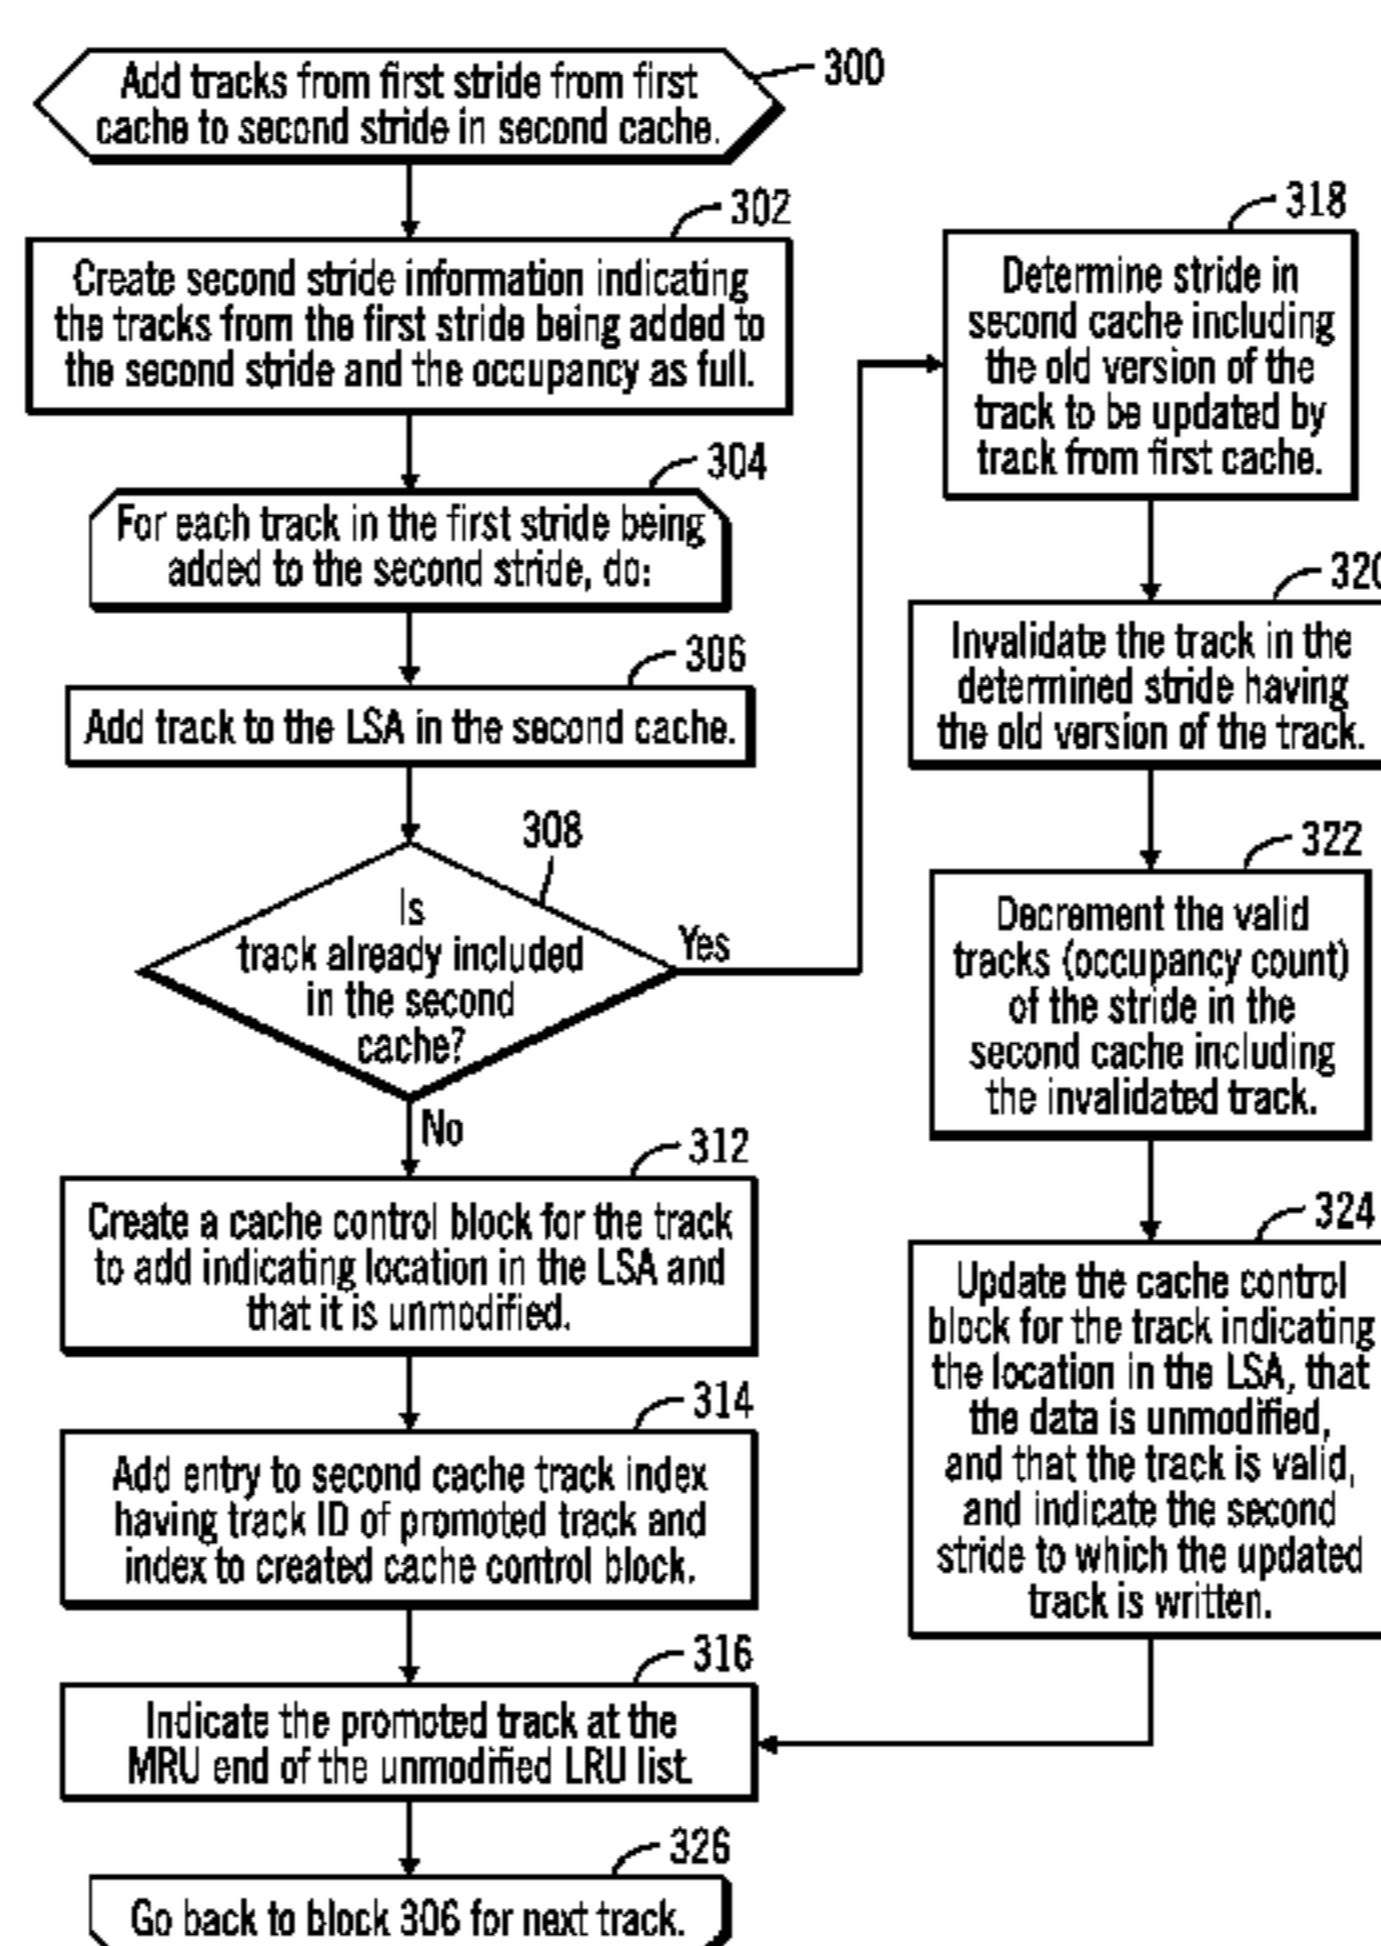 Add tracks from first stride from first
cache to second stride in second cache.
300
302
Create second stride information indicating
the tracks from the first stride being added to
the second stride and the occupancy as full.
304
For each track in the first stride being
added to the second stride, do:
306
Add track to the LSA in the second cache.
308
Is
track already included
in the second
cache?
Yes
No
312
Create a cache control block for the track
to add indicating location in the LSA and
that it is unmodified.
314
Add entry to second cache track index
having track ID of promoted track and
index to created cache control block.
316
Indicate the promoted track at the
MRU end of the unmodified LRU list.
326
Go back to block 306 for next track.
318
Determine stride in
second cache including
the old version of the
track to be updated by
track from first cache.
320
Invalidate the track in the
determined stride having
the old version of the track.
322
Decrement the valid
tracks (occupancy count)
of the stride in the
second cache including
the invalidated track.
324
Update the cache control
block for the track indicating
the location in the LSA, that
the data is unmodified,
and that the track is valid,
and indicate the second
stride to which the updated
track is written.